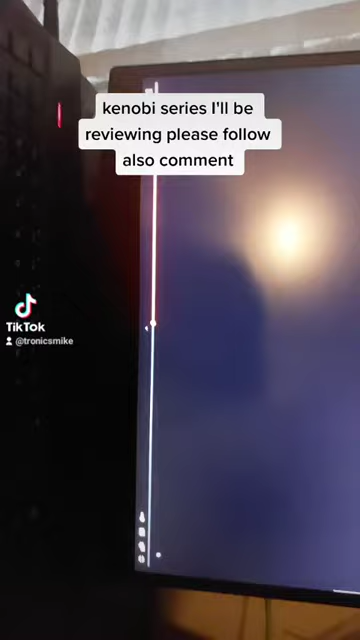 kenobi series I'll be
reviewing please follow
also comment
TikTok
@tronicsmike